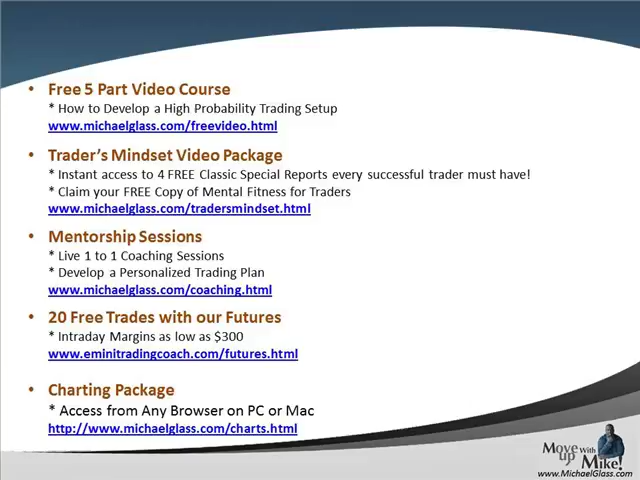 • Free 5 Part Video Course
* How to Develop a High Probability Trading Setup
www.michaelglass.com/freevideo.html
• Trader's Mindset Video Package
* Instant access to 4 FREE Classic Special Reports every successful trader must have!
* Claim your FREE Copy of Mental Fitness for Traders
www.michaelglass.com/tradersmindset.html
• Mentorship Sessions
* Live 1 to 1 Coaching Sessions
* Develop a Personalized Trading Plan
www.michaelglass.com/coaching.html
• 20 Free Trades with our Futures
* Intraday Margins as low as $300
www.eminitradingcoach.com/futures.html
• Charting Package
* Access from Any Browser on PC or Mac
http://www.michaelglass.com/charts.html
Move up With Mike!
www.MichaelGlass.com